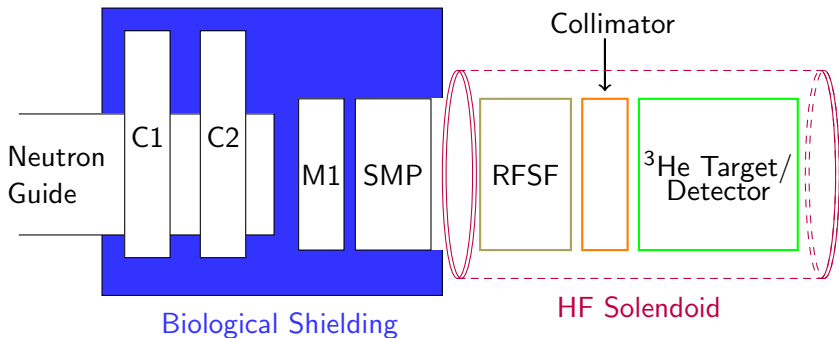 Collimator
C1
C2
Neutron
Guide
M1
SMP
RFSF
³He Target/
Detector
HF Solendoid
Biological Shielding